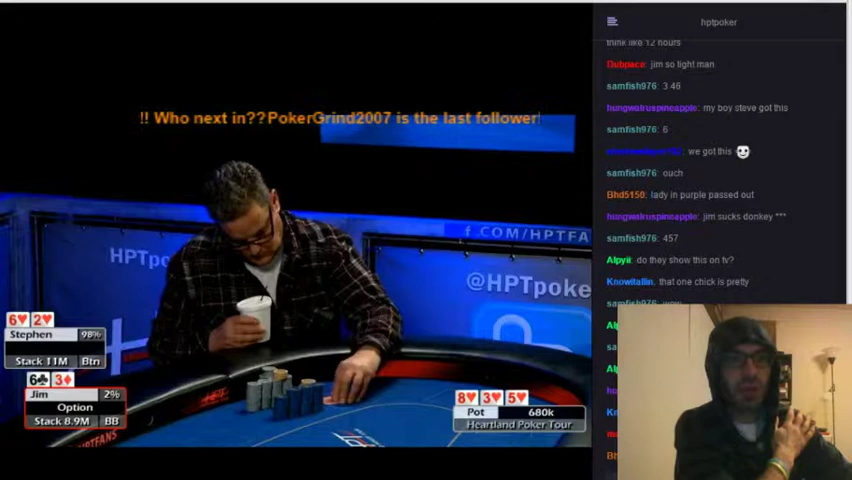 hptpoker
think like 12 hours
Dubpace: jim so tight man
samfish976: 3 46
hungwalruspineapple: my boy steve got this
samfish976: 6
we got this
samfish976: ouch
Bhd5150: lady in purple passed out
hungwalruspineapple: jim sucks donkey ***
samfish976: 457
Alpyii: do they show this on tv?
Knowitallin: that one chick is pretty
samfish976:
!! Who next in??PokerGrind2007 is the last follower!
f .COM/HPTFAN
HPTpo
@HPTpoke
6♥ 2♥
Stephen 98%
Stack 11M Btn
6♣ 3♦
Jim 2%
Option
Stack 8.9M BB
8♥ 3♥ 5♥
Pot 680k
Heartland Poker Tour